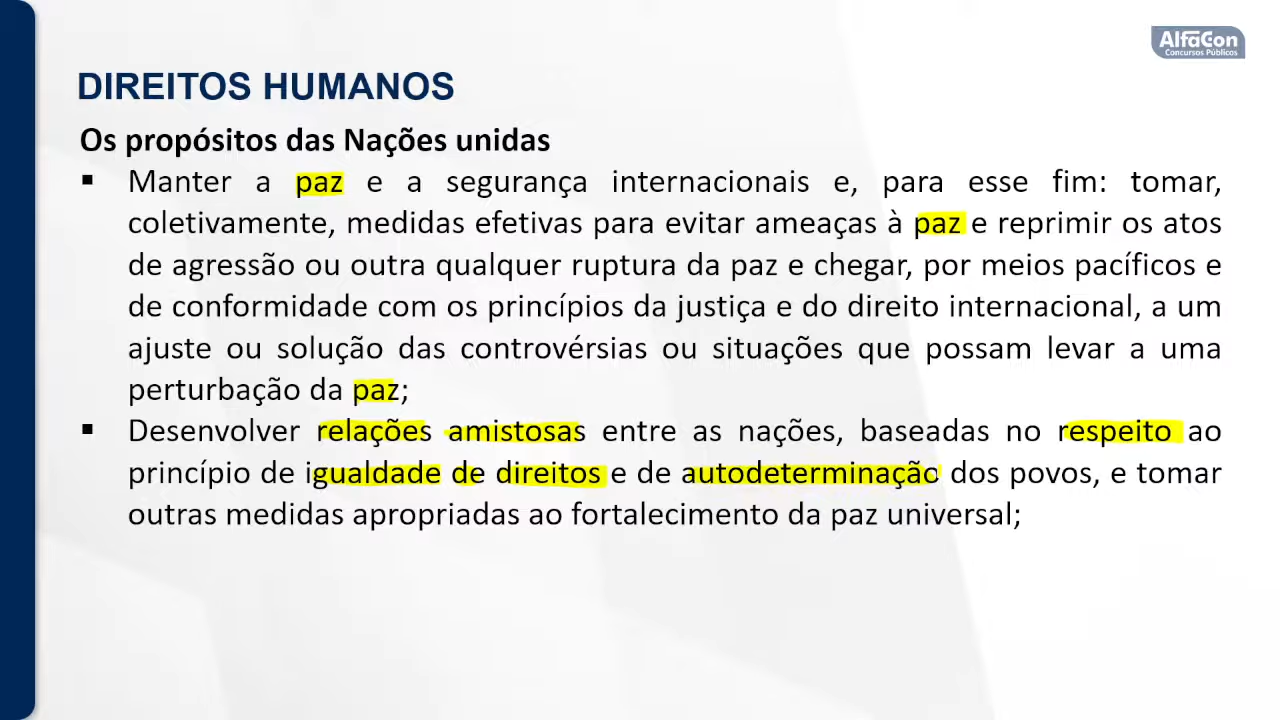 AlfaCon
Concursos Públicos
DIREITOS HUMANOS
Os propósitos das Nações unidas
▪ Manter a paz e a segurança internacionais e, para esse fim: tomar,
coletivamente, medidas efetivas para evitar ameaças à paz e reprimir os atos
de agressão ou outra qualquer ruptura da paz e chegar, por meios pacíficos e
de conformidade com os princípios da justiça e do direito internacional, a um
ajuste ou solução das controvérsias ou situações que possam levar a uma
perturbação da paz;
▪ Desenvolver relações amistosas entre as nações, baseadas no respeito ao
princípio de igualdade de direitos e de autodeterminação dos povos, e tomar
outras medidas apropriadas ao fortalecimento da paz universal;